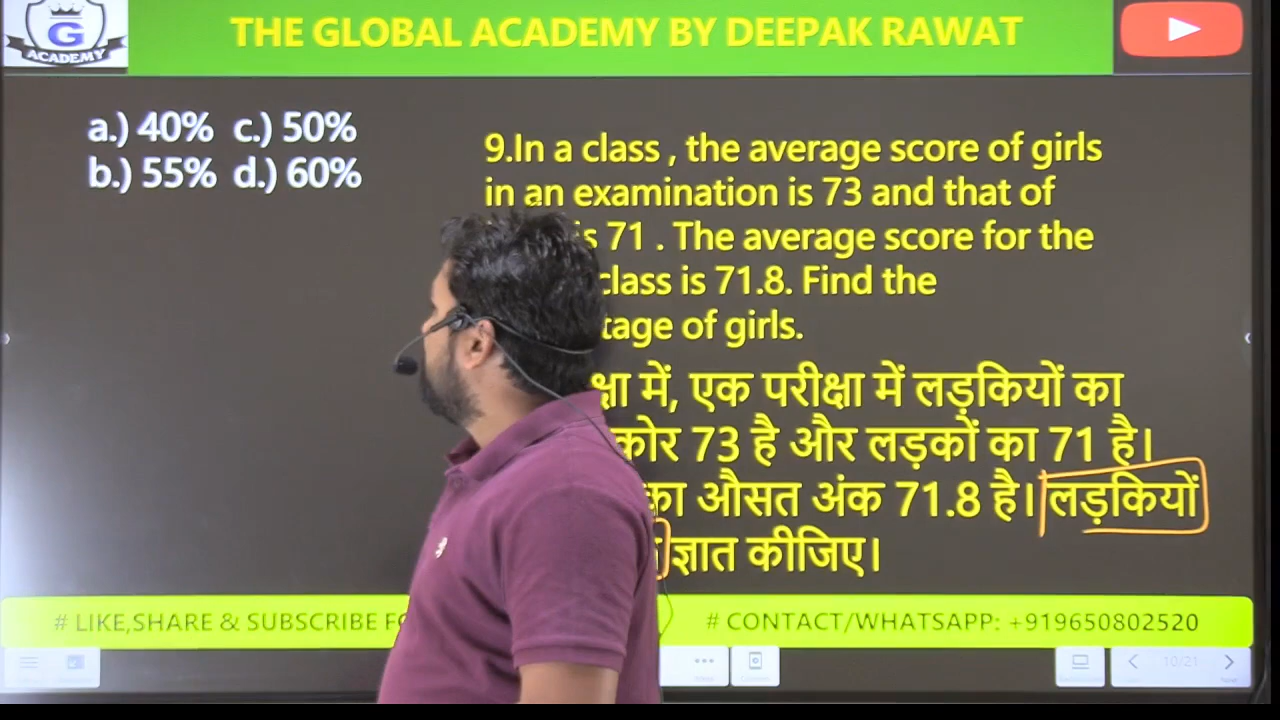 THE GLOBAL ACADEMY BY DEEPAK RAWAT
G
ACADEMY
a.) 40% c.) 50%
b.) 55% d.) 60%
9.In a class , the average score of girls
in an examination is 73 and that of
is 71 . The average score for the
class is 71.8. Find the
of girls.
में, एक परीक्षा में लड़कियों का
73 है और लड़कों का 71 है।
का औसत अंक 71.8 है। लड़कियों
ज्ञात कीजिए।
# LIKE,SHARE & SUBSCRIBE
# CONTACT/WHATSAPP: +919650802520
10/21